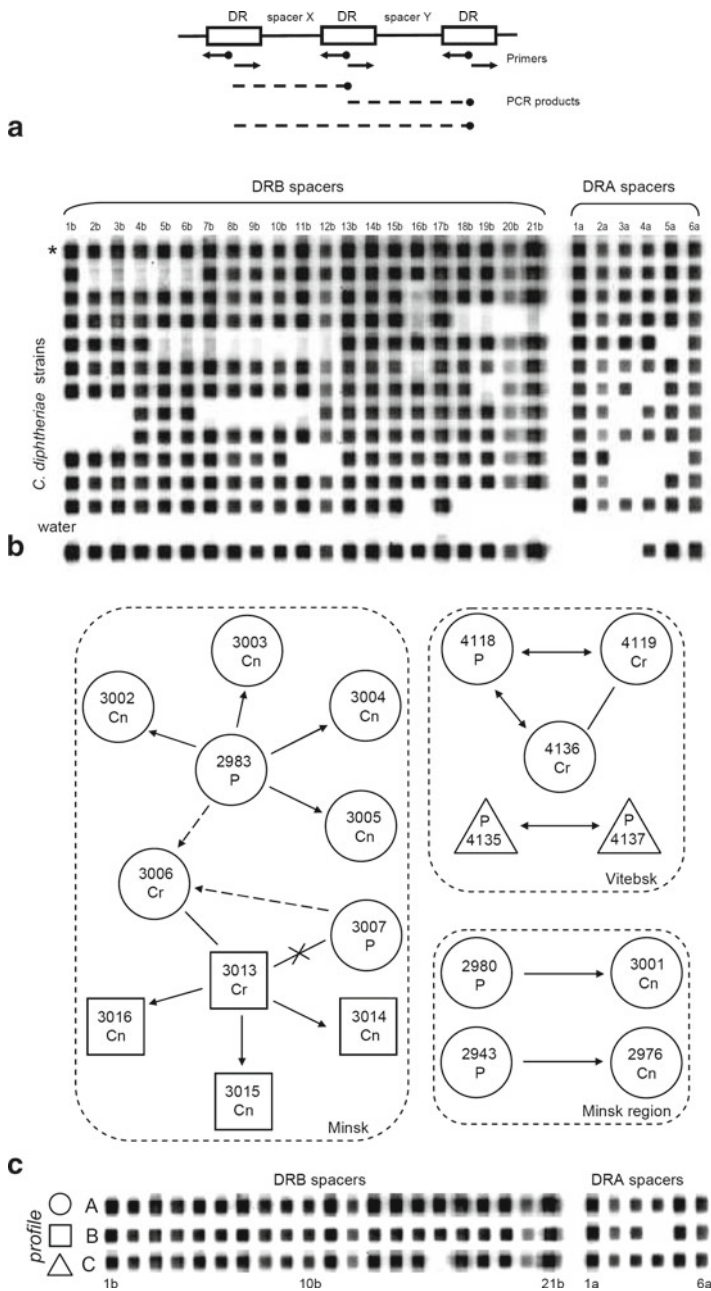 DR spacer X DR spacer Y DR
Primers
PCR products
a
DRB spacers DRA spacers
1b 2b 3b 4b 5b 6b 7b 8b 9b 10b 11b 12b 13b 14b 15b 16b 17b 18b 19b 20b 21b 1a 2a 3a 4a 5a 6a
*
C. diphtheriae strains
water
b
3003
Cn
3002
Cn
3004
Cn
2983
P
3005
Cn
3006
Cr
3007
P
3013
Cr
3016
Cn
3014
Cn
3015
Cn
Minsk
4118
P
4119
Cr
4136
Cr
P
4135
P
4137
Vitebsk
2980
P
3001
Cn
2943
P
2976
Cn
Minsk region
c
DRB spacers DRA spacers
profile
A
B
C
1b 10b 21b 1a 6a